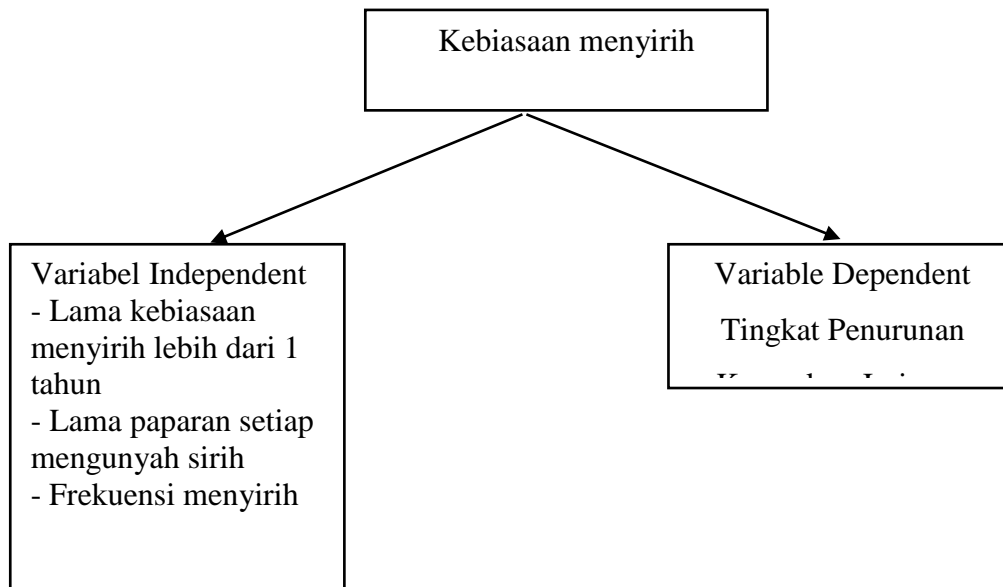 Kebiasaan menyirih
Variabel Independent
- Lama kebiasaan
menyirih lebih dari 1
tahun
- Lama paparan setiap
mengunyah sirih
- Frekuensi menyirih
Variable Dependent
Tingkat Penurunan